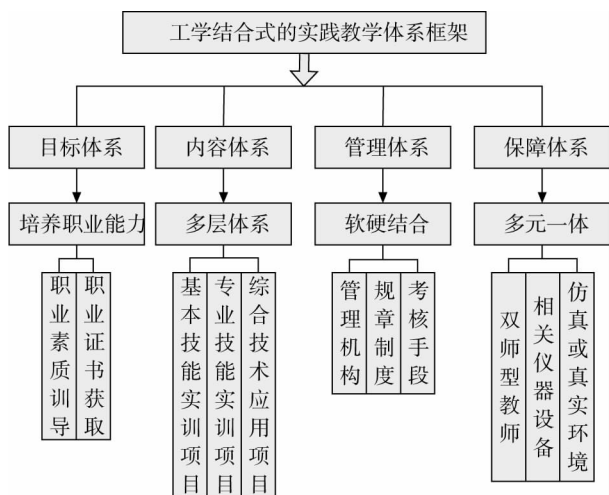 工学结合式的实践教学体系框架
目标体系
内容体系
管理体系
保障体系
培养职业能力
多层体系
软硬结合
多元一体
职业素质训导
职业证书获取
基本技能实训项目
专业技能实训项目
综合技术应用项目
管理机构
规章制度
考核手段
双师型教师
相关仪器设备
仿真或真实环境